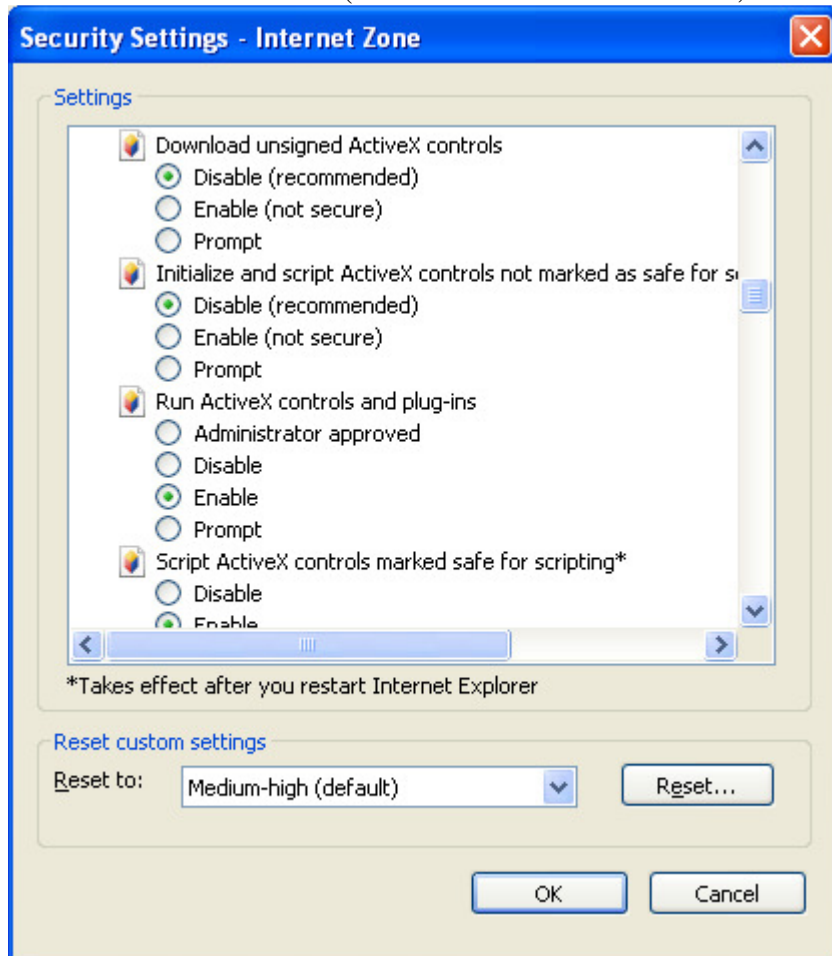 Security Settings - Internet Zone
Settings
Download unsigned ActiveX controls
Disable (recommended)
Enable (not secure)
Prompt
Initialize and script ActiveX controls not marked as safe for s
Disable (recommended)
Enable (not secure)
Prompt
Run ActiveX controls and plug-ins
Administrator approved
Disable
Enable
Prompt
Script ActiveX controls marked safe for scripting*
Disable
Enable
*Takes effect after you restart Internet Explorer
Reset custom settings
Reset to:
Medium-high (default)
Reset...
OK
Cancel